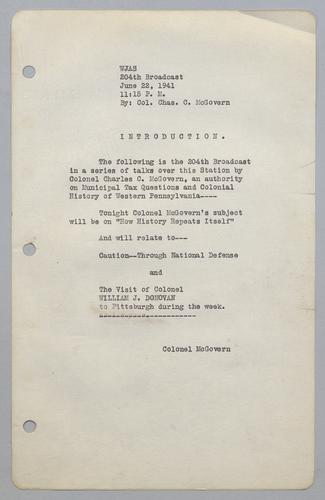 WJAS
204th Broadcast
June 22, 1941
11:15 P. M.
By: Col. Chas. C. McGovern
I N T R O D U C T I O N .
The following is the 204th Broadcast
in a series of talks over this Station by
Colonel Charles C. McGovern, an authority
on Municipal Tax Questions and Colonial
History of Western Pennsylvania----
Tonight Colonel McGovern's subject
will be on "How History Repeats Itself"
And will relate to---
Caution--Through National Defense
and
The Visit of Colonel
WILLIAM J. DONOVAN
to Pittsburgh during the week.
-----------------------
Colonel McGovern